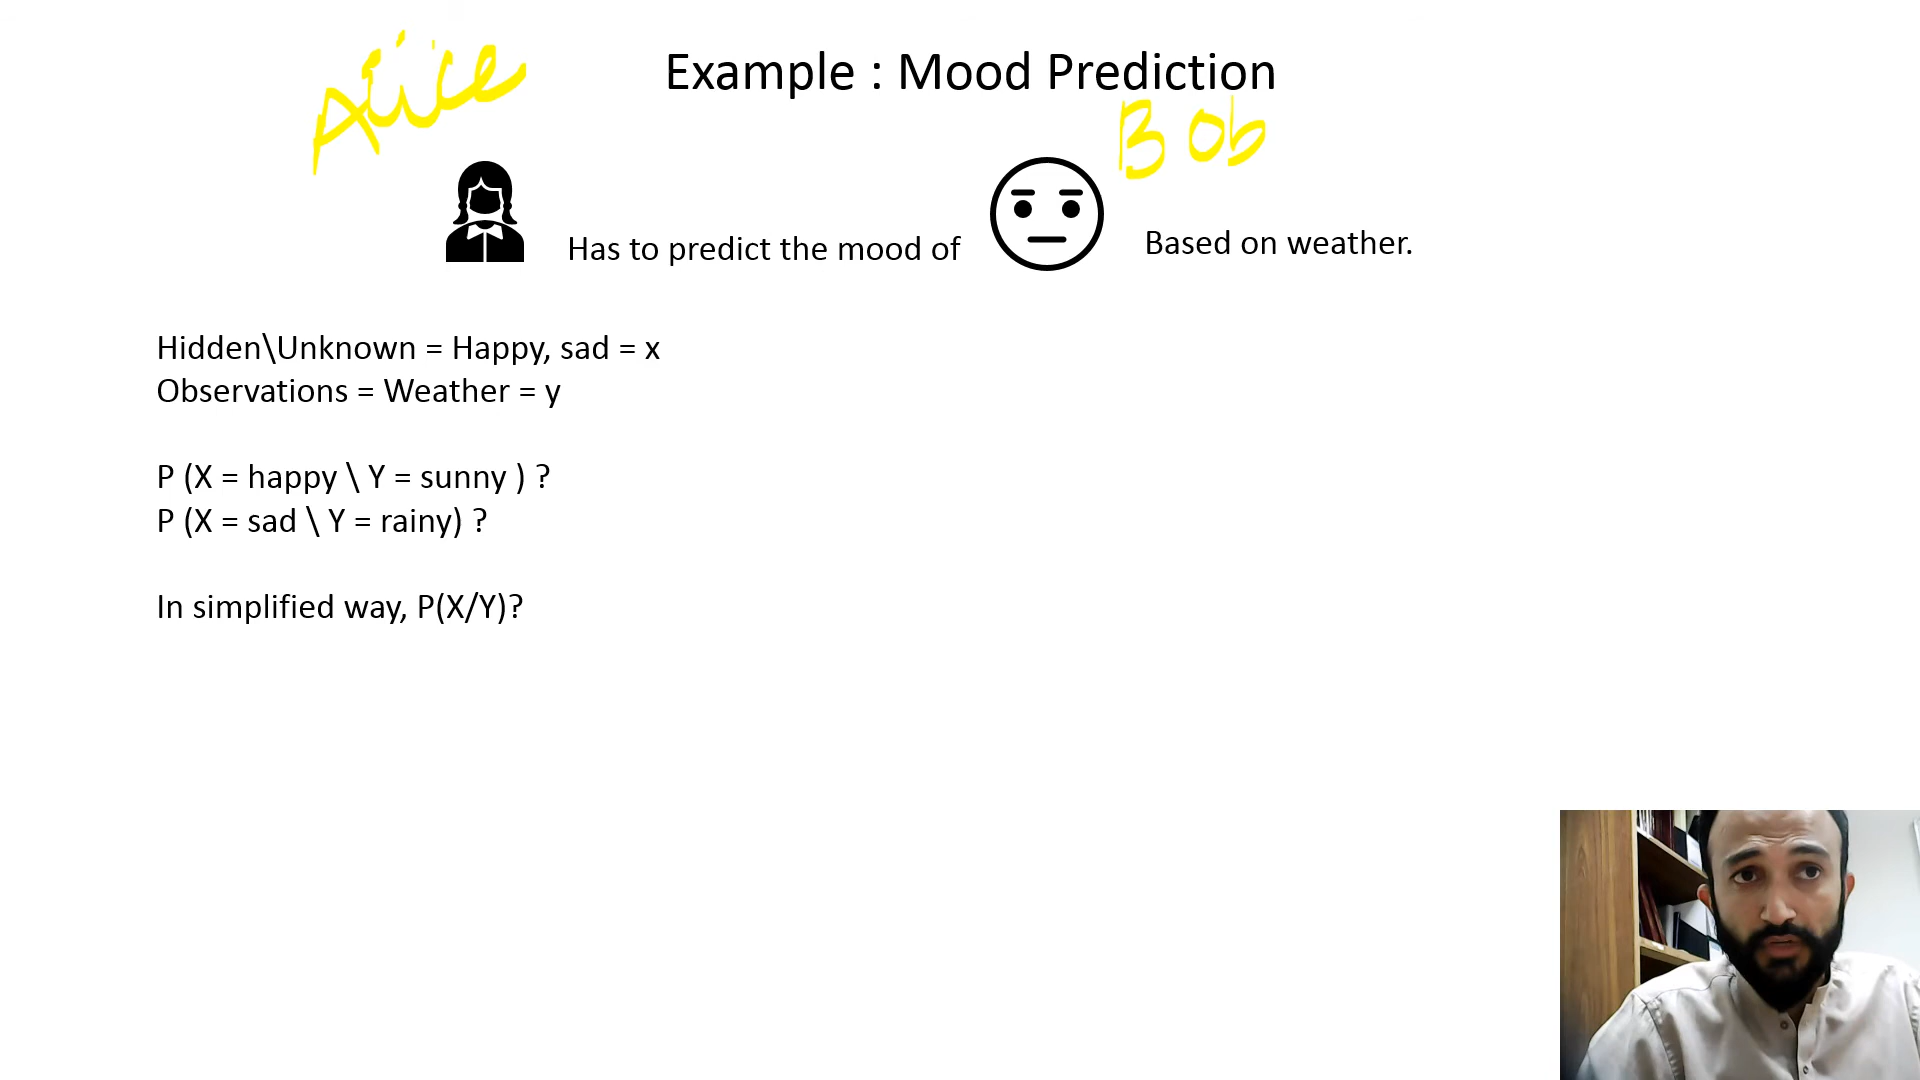 Alice
Example : Mood Prediction
Bob
Has to predict the mood of
Based on weather.
Hidden\Unknown = Happy, sad = x
Observations = Weather = y
P (X = happy \ Y = sunny ) ?
P (X = sad \ Y = rainy) ?
In simplified way, P(X/Y)?